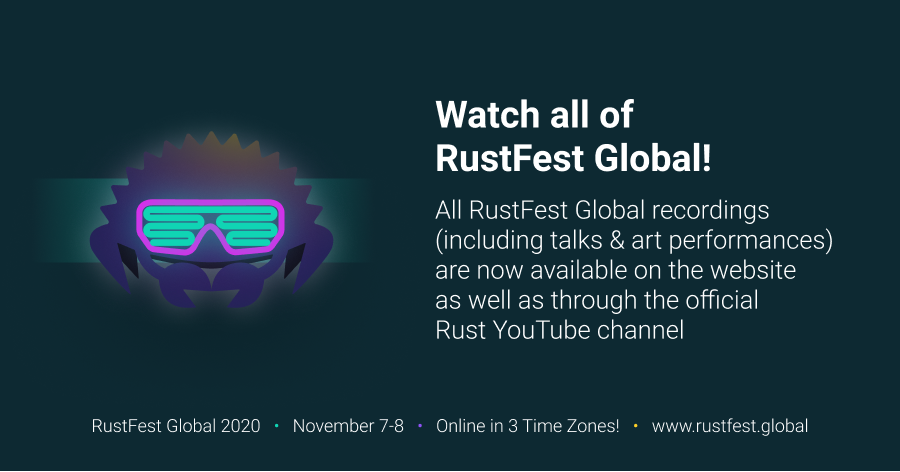 Watch all of
RustFest Global!
All RustFest Global recordings
(including talks & art performances)
are now available on the website
as well as through the official
Rust YouTube channel
RustFest Global 2020 • November 7-8 • Online in 3 Time Zones! • www.rustfest.global